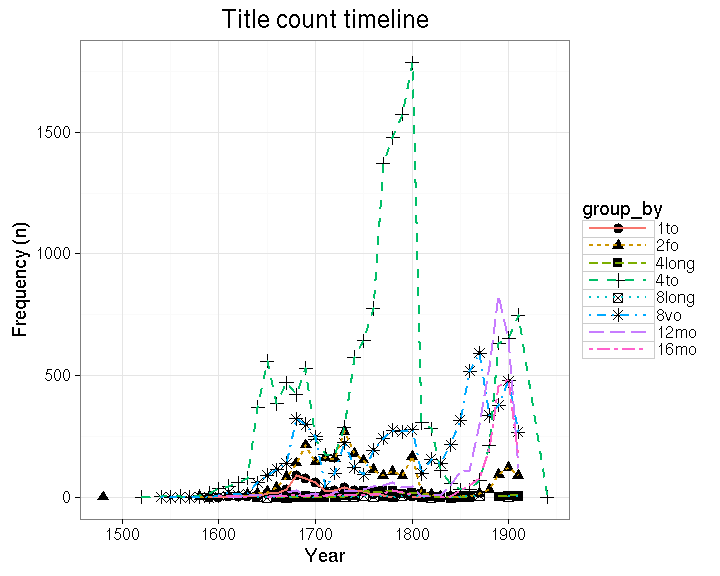 Title count timeline
1500
1000
500
0
Frequency (n)
1500
1600
1700
1800
1900
Year
group_by
1to
2fo
4long
4to
8long
8vo
12mo
16mo